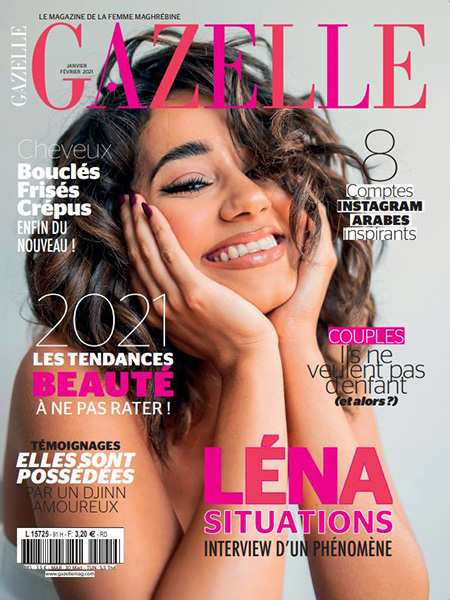 LE MAGAZINE DE LA FEMME MAGHRÉBINE
GAZELLE
GAZELLE
JANVIER
FÉVRIER 2021
Cheveux
Bouclés
Frisés
Crépus
ENFIN DU
NOUVEAU !
8
Comptes
INSTAGRAM
ARABES
inspirants
2021
LES TENDANCES
BEAUTÉ
À NE PAS RATER !
COUPLES
Ils ne
veulent pas
d'enfant
(et alors ?)
TÉMOIGNAGES
ELLES SONT
POSSÉDÉES
PAR UN DJINN
AMOUREUX
LÉNA
SITUATIONS
INTERVIEW D'UN PHÉNOMÈNE
L 15725 - 91 H - F: 3,20 € - RD
www.gazellemag.com